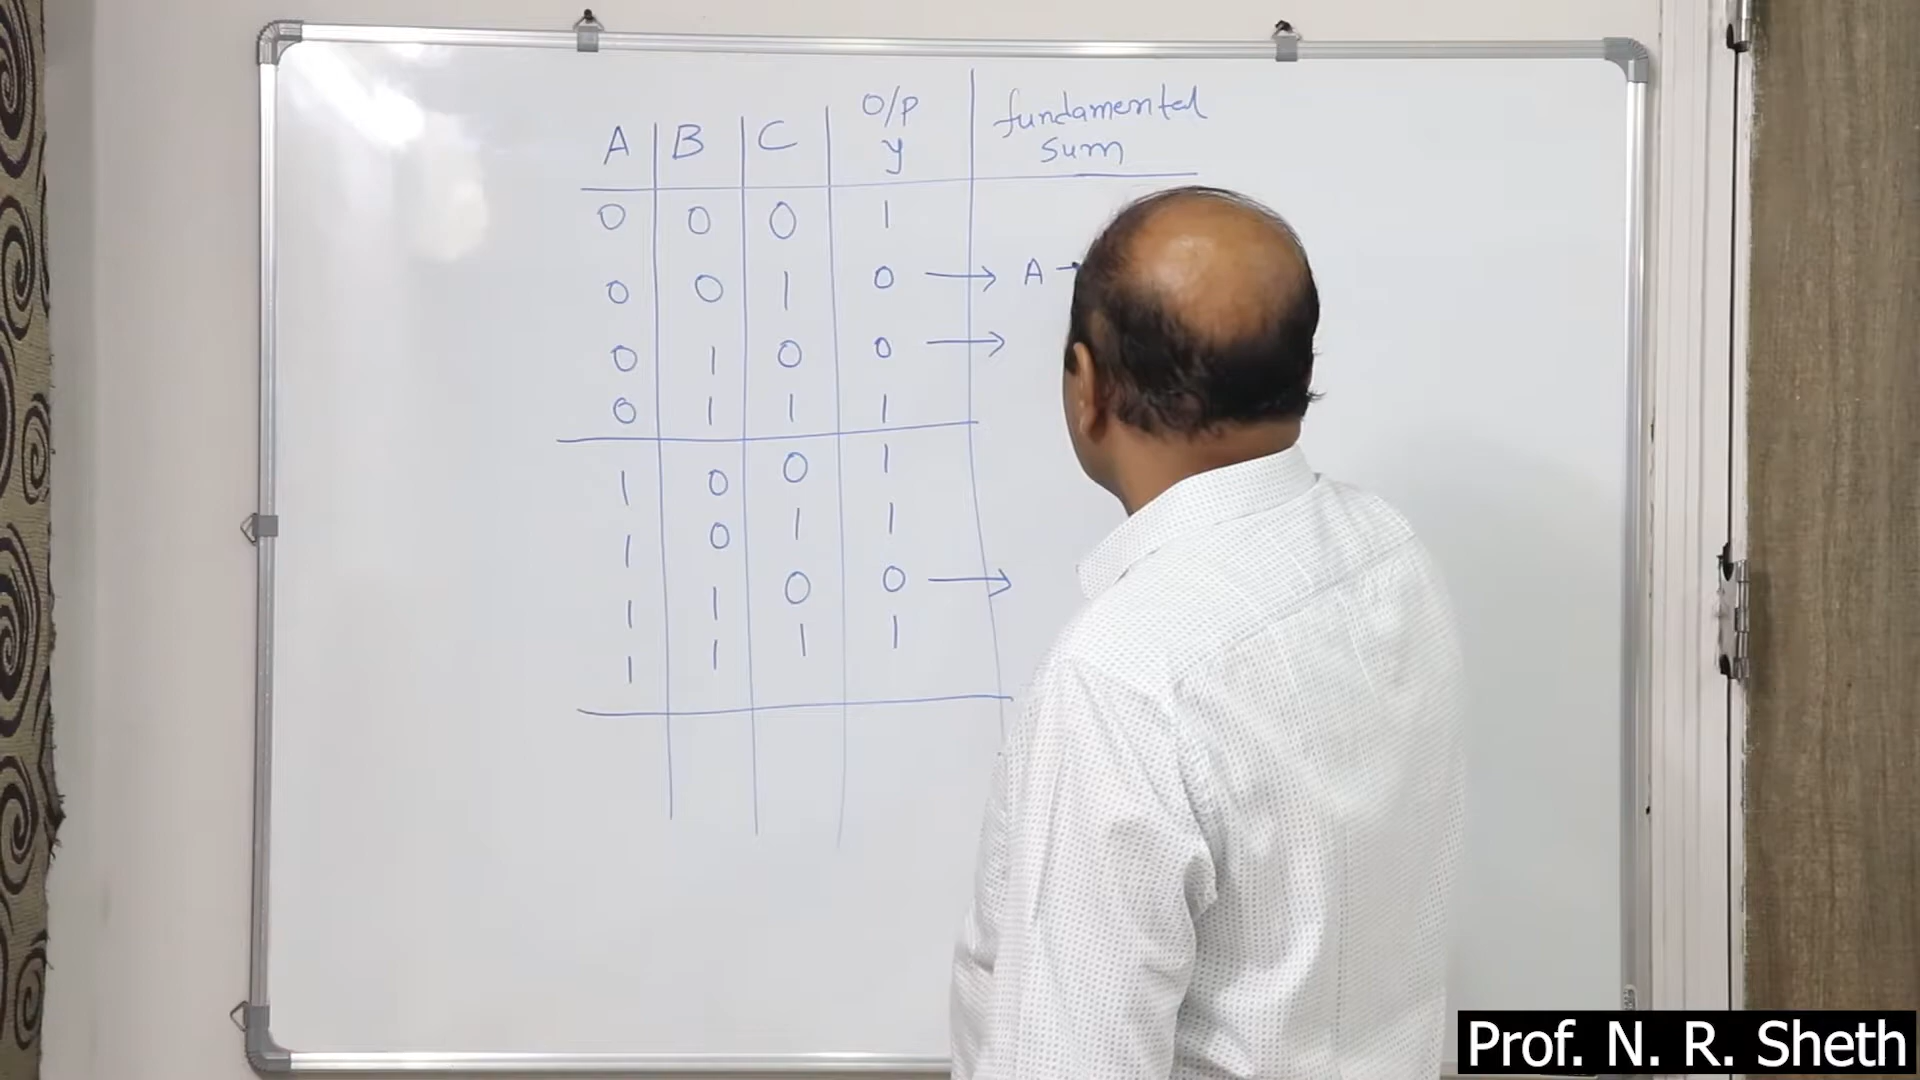 A B C O/P y fundamental sum
0 0 0 1
0 0 1 0 → A +
0 1 0 0 →
0 1 1 1
1 0 0 1
1 0 1 1
1 1 0 0 →
1 1 1 1
Prof. N. R. Sheth